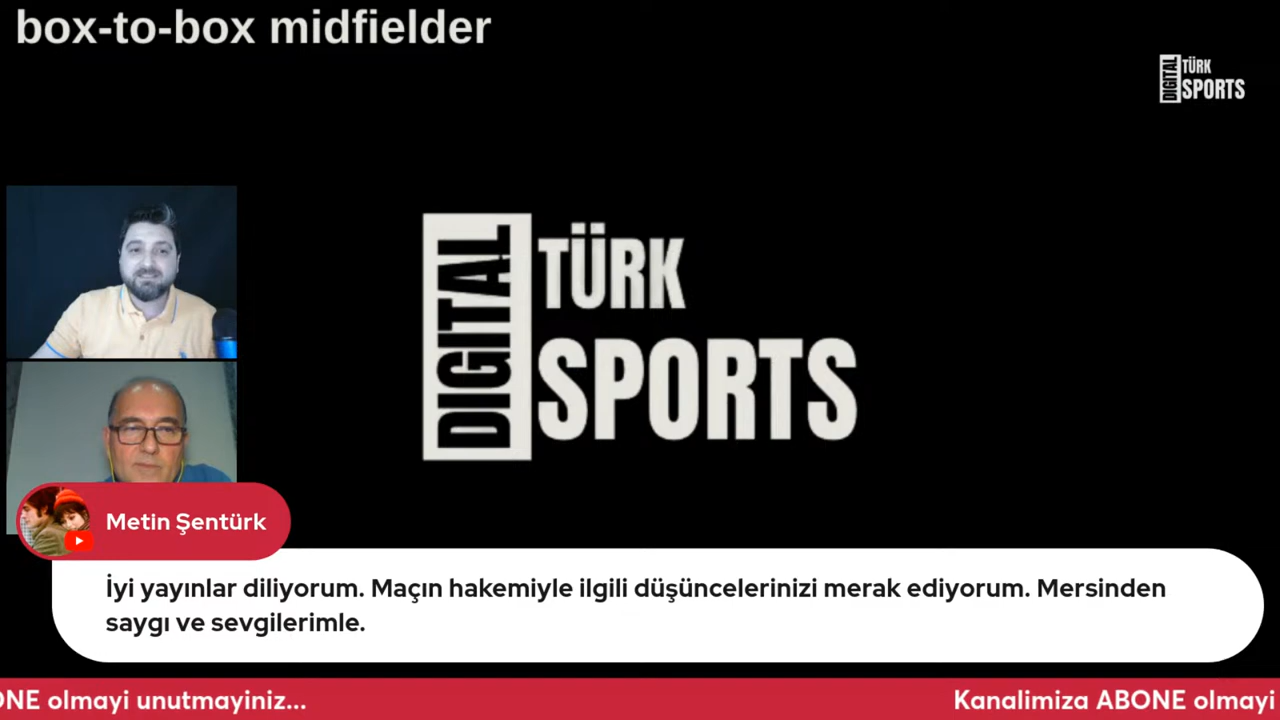 box-to-box midfielder
DIGITAL
TÜRK
SPORTS
DIGITAL
TÜRK
SPORTS
Metin Şentürk
İyi yayınlar diliyorum. Maçın hakemiyle ilgili düşüncelerinizi merak ediyorum. Mersinden
saygı ve sevgilerimle.
ONE olmayi unutmayiniz... Kanalimiza ABONE olmayi